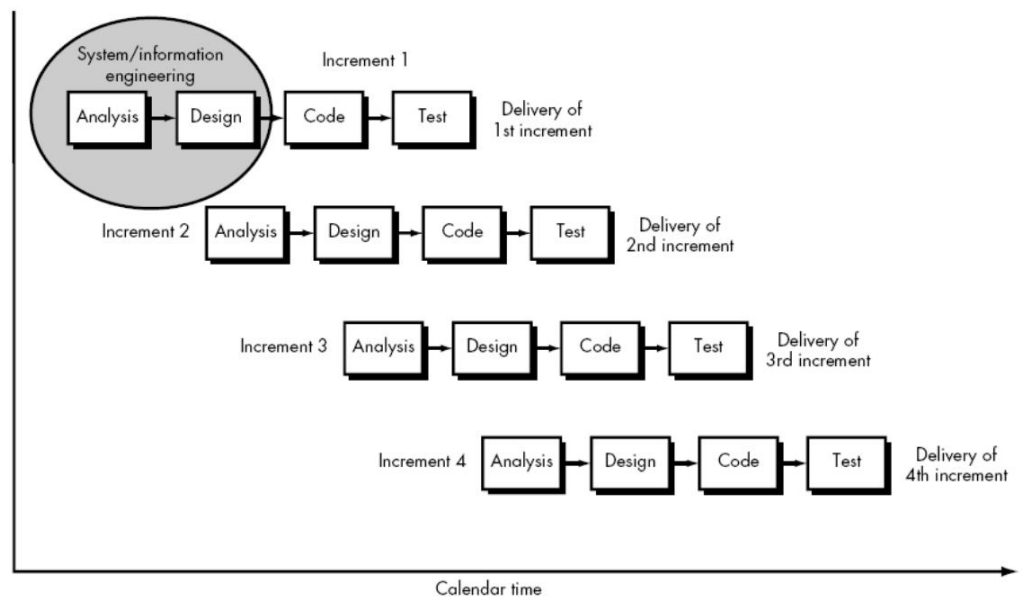 System/information
engineering
Increment 1
Analysis
Design
Code
Test
Delivery of
1st increment
Increment 2
Analysis
Design
Code
Test
Delivery of
2nd increment
Increment 3
Analysis
Design
Code
Test
Delivery of
3rd increment
Increment 4
Analysis
Design
Code
Test
Delivery of
4th increment
Calendar time